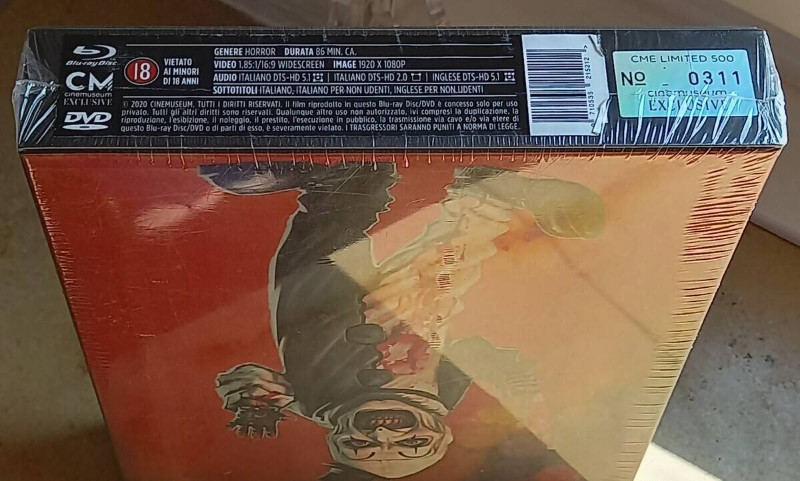 Blu-ray Disc
CM
cinemuseum
EXCLUSIVE
DVD
18
VIETATO
AI MINORI
DI 18 ANNI
GENERE HORROR DURATA 86 MIN. CA.
VIDEO 1.85:1/16:9 WIDESCREEN IMAGE 1920 X 1080P
AUDIO ITALIANO DTS-HD 5.1 | ITALIANO DTS-HD 2.0 | INGLESE DTS-HD 5.1
SOTTOTITOLI ITALIANO, ITALIANO PER NON UDENTI, INGLESE PER NON UDENTI
© 2020 CINEMUSEUM. TUTTI I DIRITTI RISERVATI. Il film riprodotto in questo Blu-ray Disc/DVD è concesso solo per uso
privato. Tutti gli altri diritti sono riservati. Qualunque altro uso non autorizzato, ivi compresi la duplicazione, la
riproduzione, l'esibizione, il noleggio, il prestito, l'esecuzione in pubblico, la trasmissione via cavo e/o via etere di
questo Blu-ray Disc/DVD o di parti di esso, è severamente vietato. I TRASGRESSORI SARANNO PUNITI A NORMA DI LEGGE.
CME LIMITED 500
No 0311
cinemuseum
EXCLUSIVE